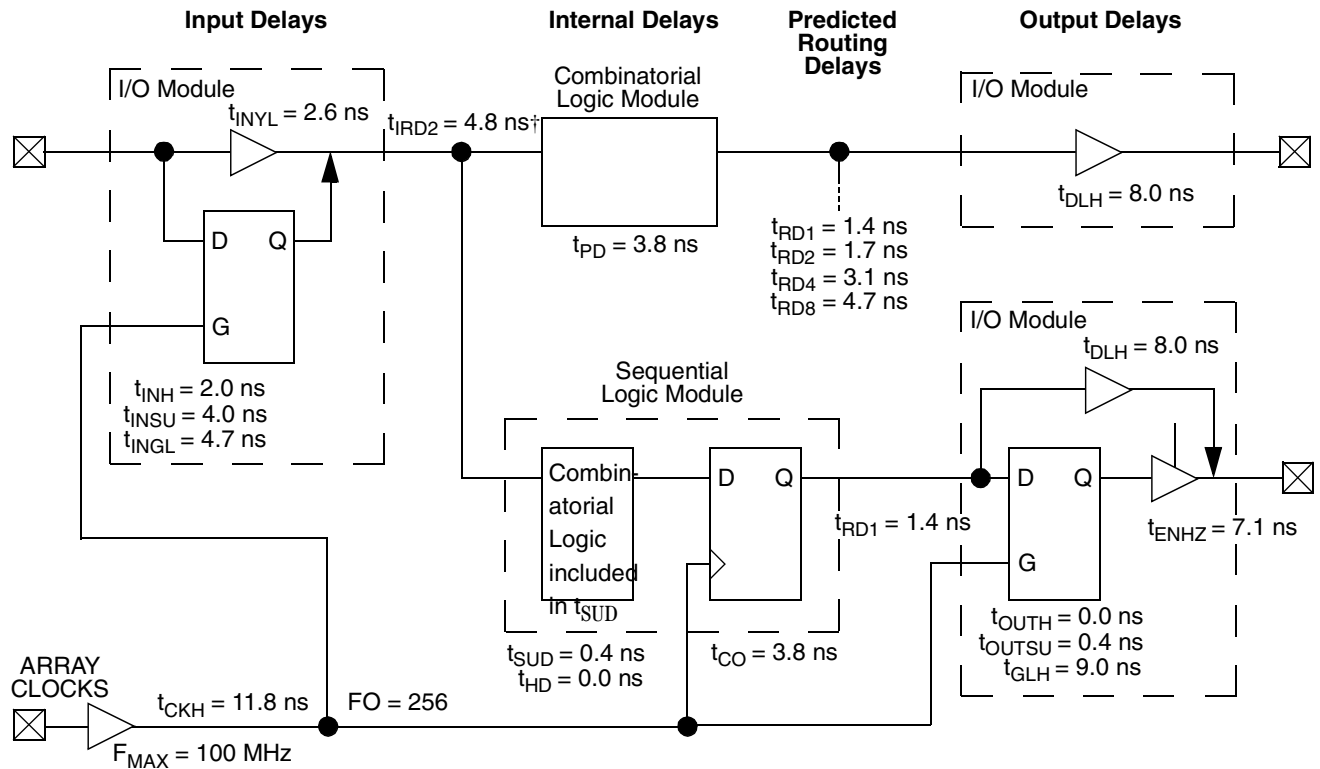 Input Delays
Internal Delays
Predicted
Routing
Delays
Output Delays
I/O Module
tINYL = 2.6 ns
tIRD2 = 4.8 ns†
Combinatorial
Logic Module
I/O Module
tDLH = 8.0 ns
D Q
G
tPD = 3.8 ns
tRD1 = 1.4 ns
tRD2 = 1.7 ns
tRD4 = 3.1 ns
tRD8 = 4.7 ns
tINH = 2.0 ns
tINSU = 4.0 ns
tINGL = 4.7 ns
Sequential
Logic Module
I/O Module
tDLH = 8.0 ns
Combin-
atorial
Logic
included
in tSUD
D Q
tRD1 = 1.4 ns
D Q
G
tENHZ = 7.1 ns
tSUD = 0.4 ns
tHD = 0.0 ns
tCO = 3.8 ns
tOUTH = 0.0 ns
tOUTSU = 0.4 ns
tGLH = 9.0 ns
ARRAY
CLOCKS
tCKH = 11.8 ns
FO = 256
FMAX = 100 MHz